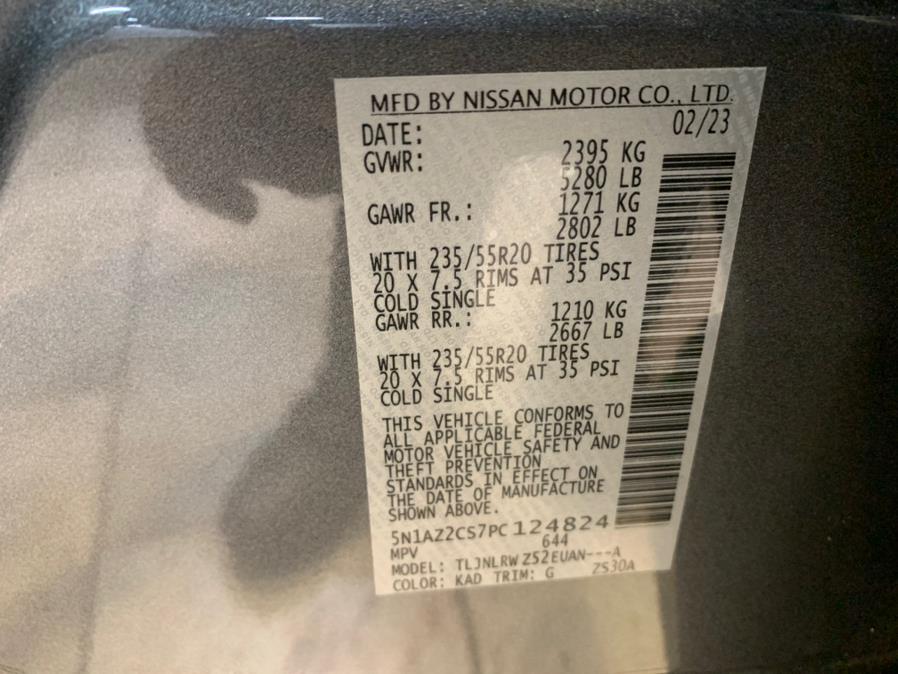 MFD BY NISSAN MOTOR CO., LTD.
DATE: 02/23
GVWR: 2395 KG
5280 LB
GAWR FR.: 1271 KG
2802 LB
WITH 235/55R20 TIRES
20 X 7.5 RIMS AT 35 PSI
COLD SINGLE
GAWR RR.: 1210 KG
2667 LB
WITH 235/55R20 TIRES
20 X 7.5 RIMS AT 35 PSI
COLD SINGLE
THIS VEHICLE CONFORMS TO
ALL APPLICABLE FEDERAL
MOTOR VEHICLE SAFETY AND
THEFT PREVENTION
STANDARDS IN EFFECT ON
THE DATE OF MANUFACTURE
SHOWN ABOVE.
5N1AZ2CS7PC124824
MPV 644
MODEL: TLJNLRWZ52EUAN---A
COLOR: KAD TRIM: G ZS30A